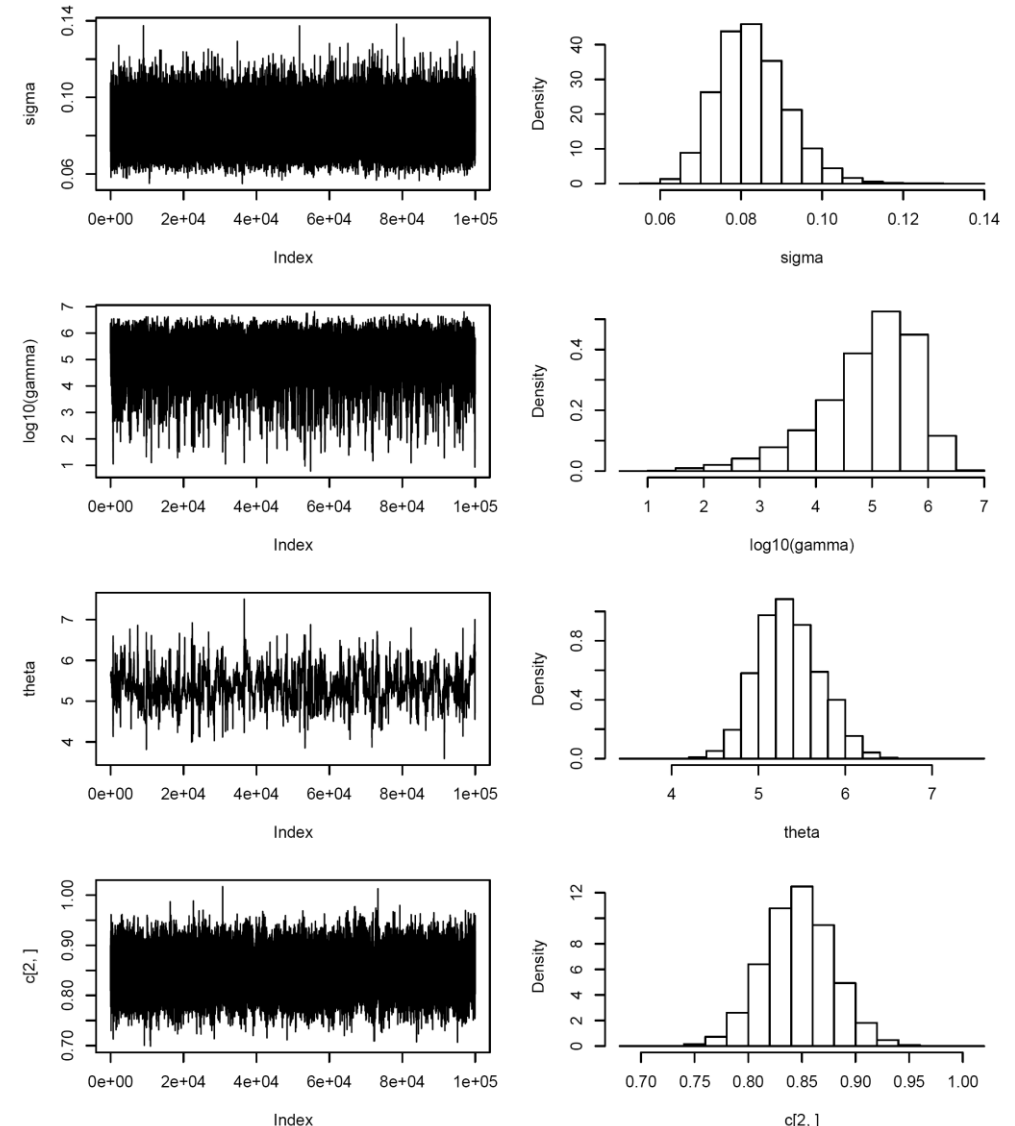 0.06 0.10 0.14
sigma
0e+00 2e+04 4e+04 6e+04 8e+04 1e+05
Index
0 10 20 30 40
Density
0.06 0.08 0.10 0.12 0.14
sigma
1 2 3 4 5 6 7
log10(gamma)
0e+00 2e+04 4e+04 6e+04 8e+04 1e+05
Index
0.0 0.2 0.4
Density
1 2 3 4 5 6 7
log10(gamma)
4 5 6 7
theta
0e+00 2e+04 4e+04 6e+04 8e+04 1e+05
Index
0.0 0.4 0.8
Density
4 5 6 7
theta
0.70 0.80 0.90 1.00
c[2, ]
0e+00 2e+04 4e+04 6e+04 8e+04 1e+05
Index
0 2 4 6 8 12
Density
0.70 0.75 0.80 0.85 0.90 0.95 1.00
c[2, ]